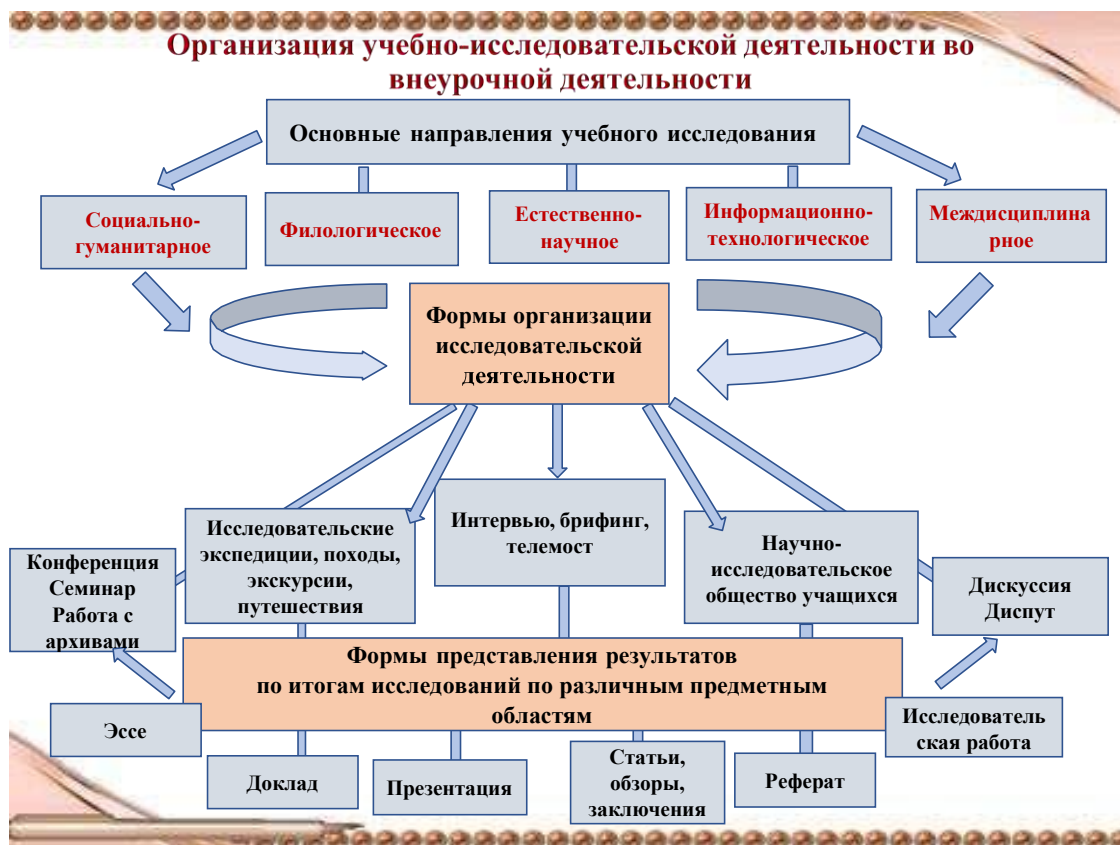 Организация учебно-исследовательской деятельности во
внеурочной деятельности
Основные направления учебного исследования
Социально-
гуманитарное
Филологическое
Естественно-
научное
Информационно-
технологическое
Междисциплина
рное
Формы организации
исследовательской
деятельности
Конференция
Семинар
Работа с
архивами
Исследовательские
экспедиции, походы,
экскурсии,
путешествия
Интервью, брифинг,
телемост
Научно-
исследовательское
общество учащихся
Дискуссия
Диспут
Формы представления результатов
по итогам исследований по различным предметным
областям
Эссе
Доклад
Презентация
Статьи,
обзоры,
заключения
Реферат
Исследователь
ская работа